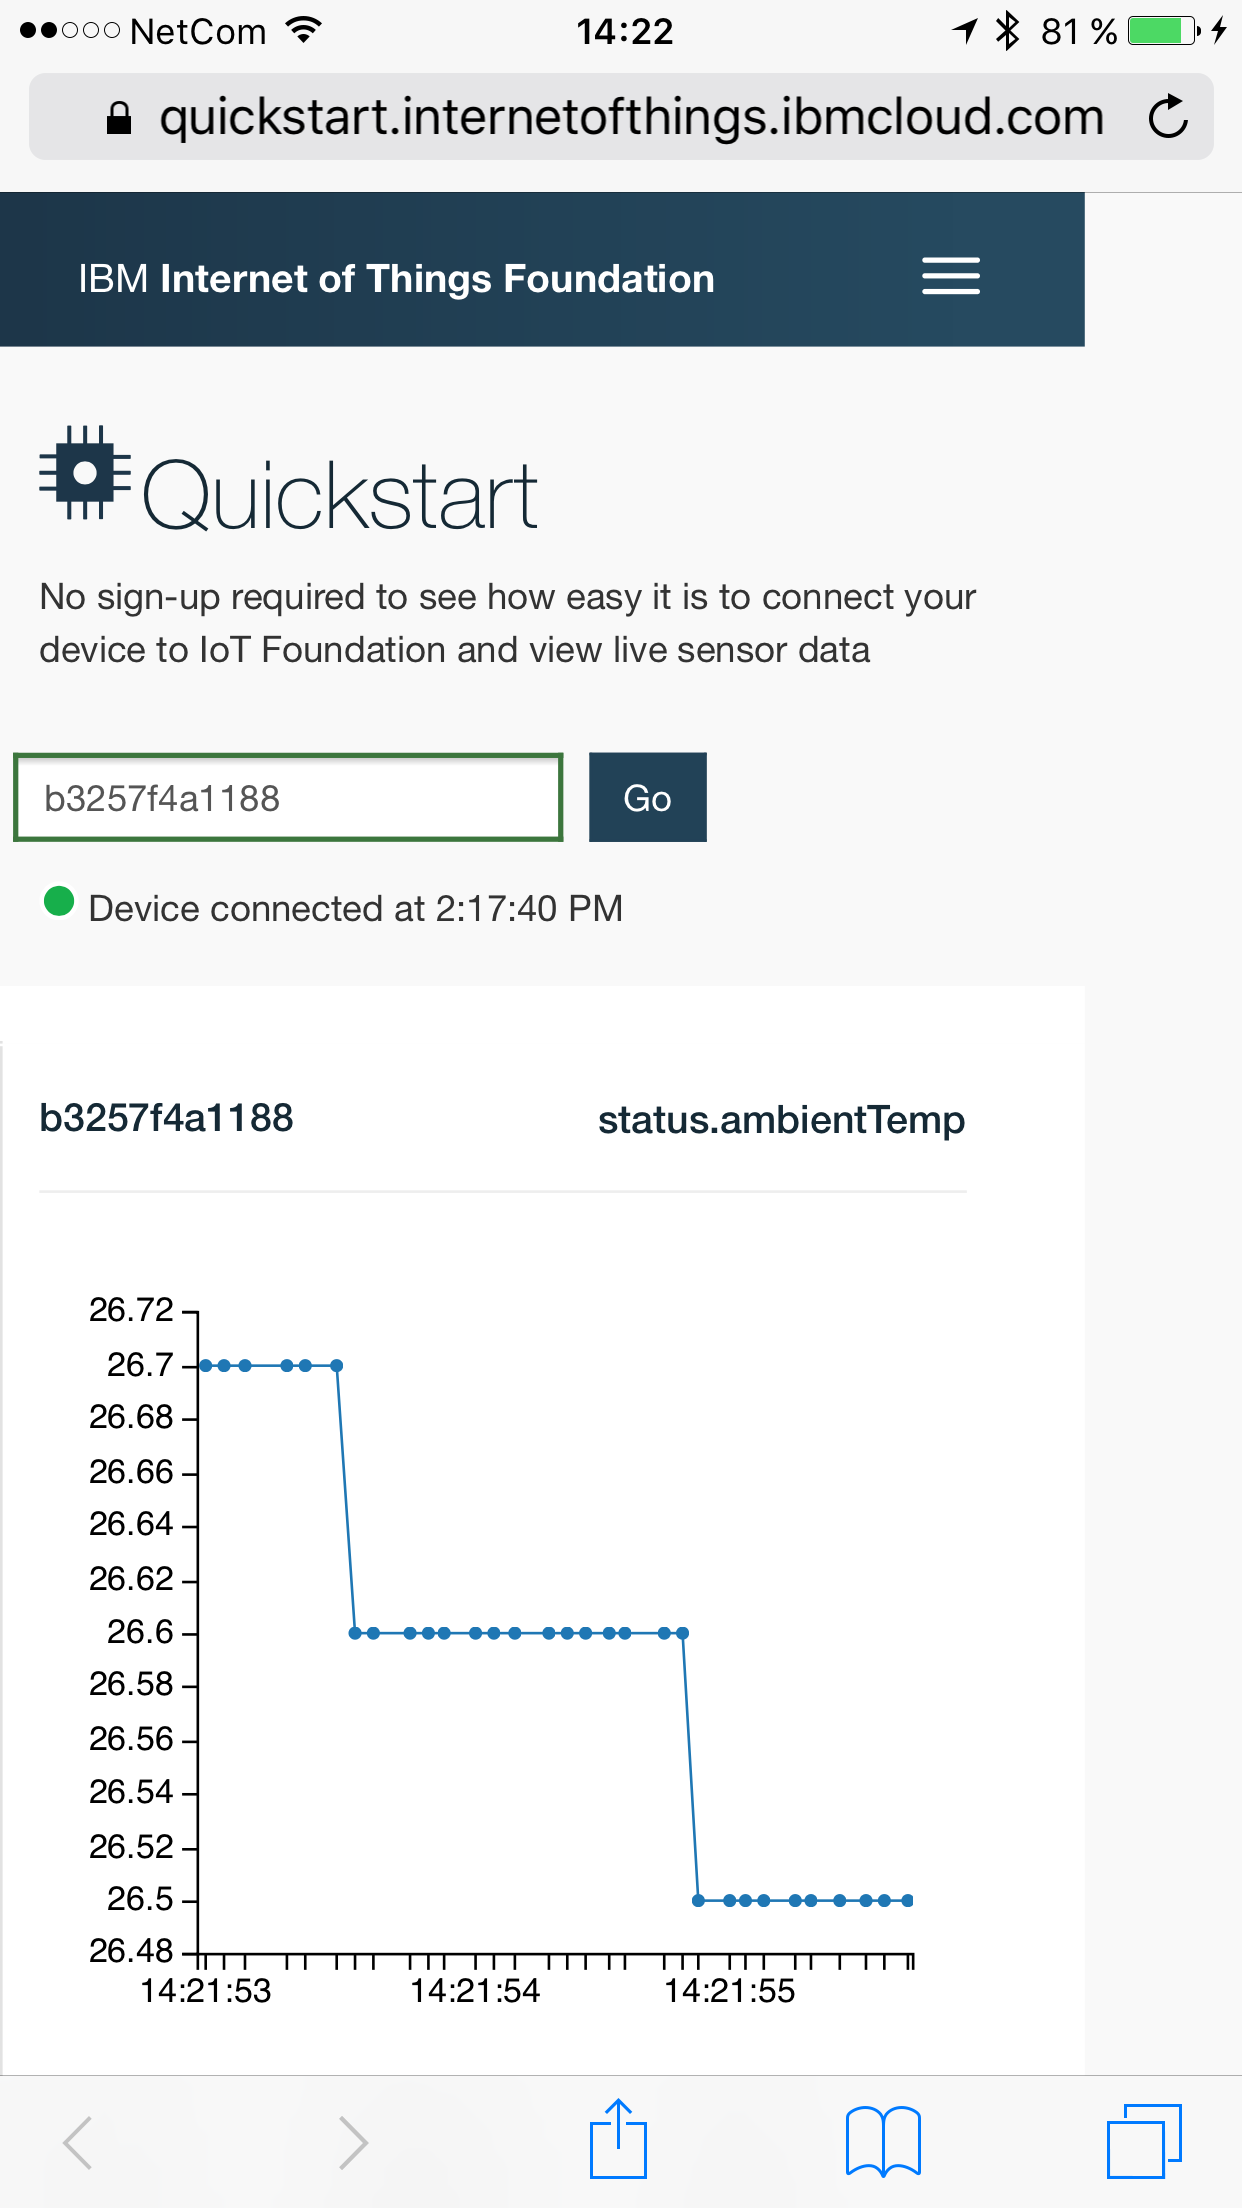 NetCom 14:22 81 %
quickstart.internetofthings.ibmcloud.com
IBM Internet of Things Foundation
Quickstart
No sign-up required to see how easy it is to connect your
device to IoT Foundation and view live sensor data
b3257f4a1188 Go
Device connected at 2:17:40 PM
b3257f4a1188 status.ambientTemp
26.72
26.7
26.68
26.66
26.64
26.62
26.6
26.58
26.56
26.54
26.52
26.5
26.48
14:21:53 14:21:54 14:21:55